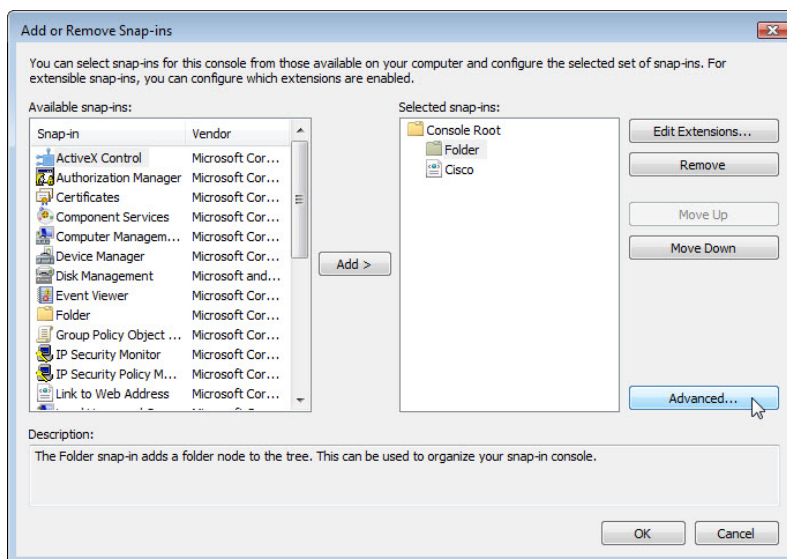 Add or Remove Snap-ins
You can select snap-ins for this console from those available on your computer and configure the selected set of snap-ins. For
extensible snap-ins, you can configure which extensions are enabled.
Available snap-ins:
Snap-in Vendor
ActiveX Control Microsoft Cor...
Authorization Manager Microsoft Cor...
Certificates Microsoft Cor...
Component Services Microsoft Cor...
Computer Managem... Microsoft Cor...
Device Manager Microsoft Cor...
Disk Management Microsoft and...
Event Viewer Microsoft Cor...
Folder Microsoft Cor...
Group Policy Object ... Microsoft Cor...
IP Security Monitor Microsoft Cor...
IP Security Policy M... Microsoft Cor...
Link to Web Address Microsoft Cor...
Add >
Selected snap-ins:
Console Root
Folder
Cisco
Edit Extensions...
Remove
Move Up
Move Down
Advanced...
Description:
The Folder snap-in adds a folder node to the tree. This can be used to organize your snap-in console.
OK
Cancel